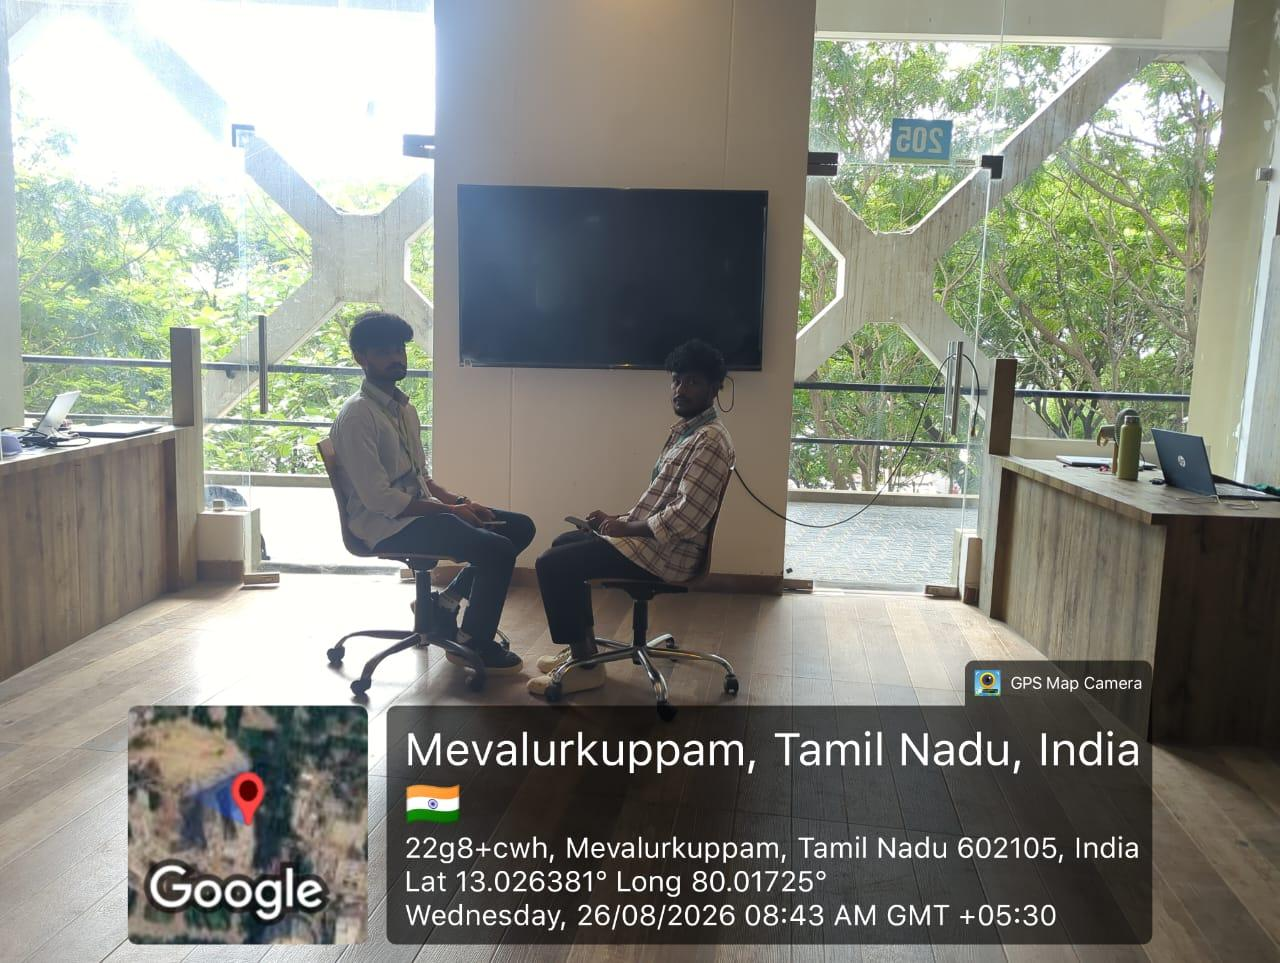 205
GPS Map Camera
Mevalurkuppam, Tamil Nadu, India
22g8+cwh, Mevalurkuppam, Tamil Nadu 602105, India
Lat 13.026381° Long 80.01725°
Wednesday, 26/08/2026 08:43 AM GMT +05:30
Google